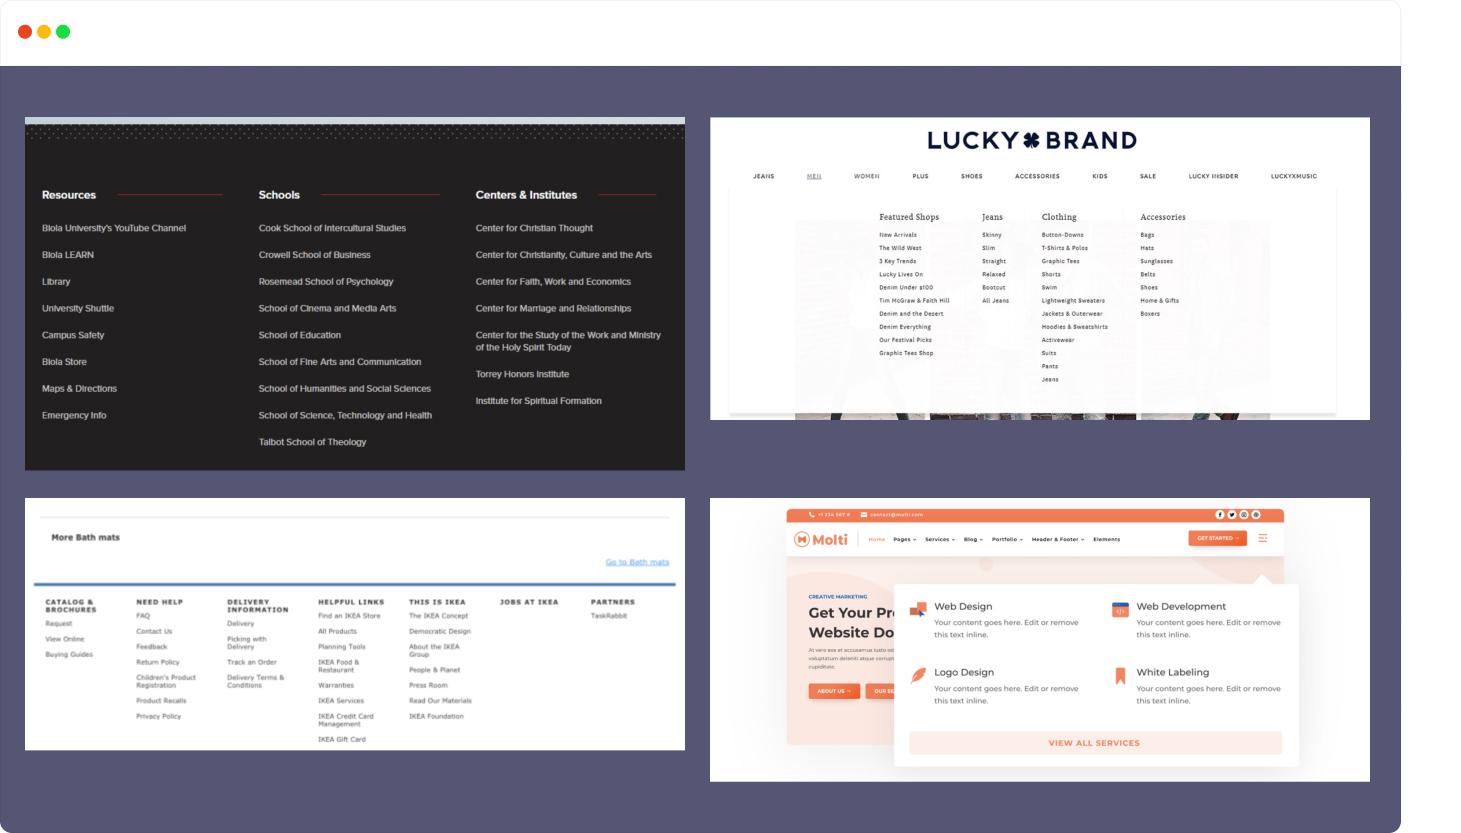 Resources
Biola University's YouTube Channel
Biola LEARN
Library
University Shuttle
Campus Safety
Biola Store
Maps & Directions
Emergency Info
Schools
Cook School of Intercultural Studies
Crowell School of Business
Rosemead School of Psychology
School of Cinema and Media Arts
School of Education
School of Fine Arts and Communication
School of Humanities and Social Sciences
School of Science, Technology and Health
Talbot School of Theology
Centers & Institutes
Center for Christian Thought
Center for Christianity, Culture and the Arts
Center for Faith, Work and Economics
Center for Marriage and Relationships
Center for the Study of the Work and Ministry
of the Holy Spirit Today
Torrey Honors Institute
Institute for Spiritual Formation
LUCKY BRAND
JEANS MEN WOMEN PLUS SHOES ACCESSORIES KIDS SALE LUCKY INSIDER LUCKYXMUSIC
Featured Shops
New Arrivals
The Wild West
3 Key Trends
Lucky Lives On
Denim Under $100
Tim McGraw & Faith Hill
Denim and the Desert
Denim Everything
Our Festival Picks
Graphic Tees Shop
Jeans
Skinny
Slim
Straight
Relaxed
Bootcut
All Jeans
Clothing
Button-Downs
T-Shirts & Polos
Graphic Tees
Shorts
Swim
Lightweight Sweaters
Jackets & Outerwear
Hoodies & Sweatshirts
Activewear
Suits
Pants
Jeans
Accessories
Bags
Hats
Sunglasses
Belts
Shoes
Home & Gifts
Boxers
More Bath mats
Go to Bath mats
CATALOG &
BROCHURES
Request
View Online
Buying Guides
NEED HELP
FAQ
Contact Us
Feedback
Return Policy
Children's Product
Registration
Product Recalls
Privacy Policy
DELIVERY
INFORMATION
Delivery
Picking with
Delivery
Track an Order
Delivery Terms &
Conditions
HELPFUL LINKS
Find an IKEA Store
All Products
Planning Tools
IKEA Food &
Restaurant
Warranties
IKEA Services
IKEA Credit Card
Management
IKEA Gift Card
THIS IS IKEA
The IKEA Concept
Democratic Design
About the IKEA
Group
People & Planet
Press Room
Read Our Materials
IKEA Foundation
JOBS AT IKEA
PARTNERS
TaskRabbit
+1 234 567 8 contact@molti.com
Molti Home Pages Services Blog Portfolio Header & Footer Elements GET STARTED →
CREATIVE MARKETING
Get Your Pr
Website Do
At vero eos et accusamus iusto od
voluptatum deleniti atque corrupt
cupiditate.
ABOUT US → OUR SE
Web Design
Your content goes here. Edit or remove
this text inline.
Web Development
Your content goes here. Edit or remove
this text inline.
Logo Design
Your content goes here. Edit or remove
this text inline.
White Labeling
Your content goes here. Edit or remove
this text inline.
VIEW ALL SERVICES